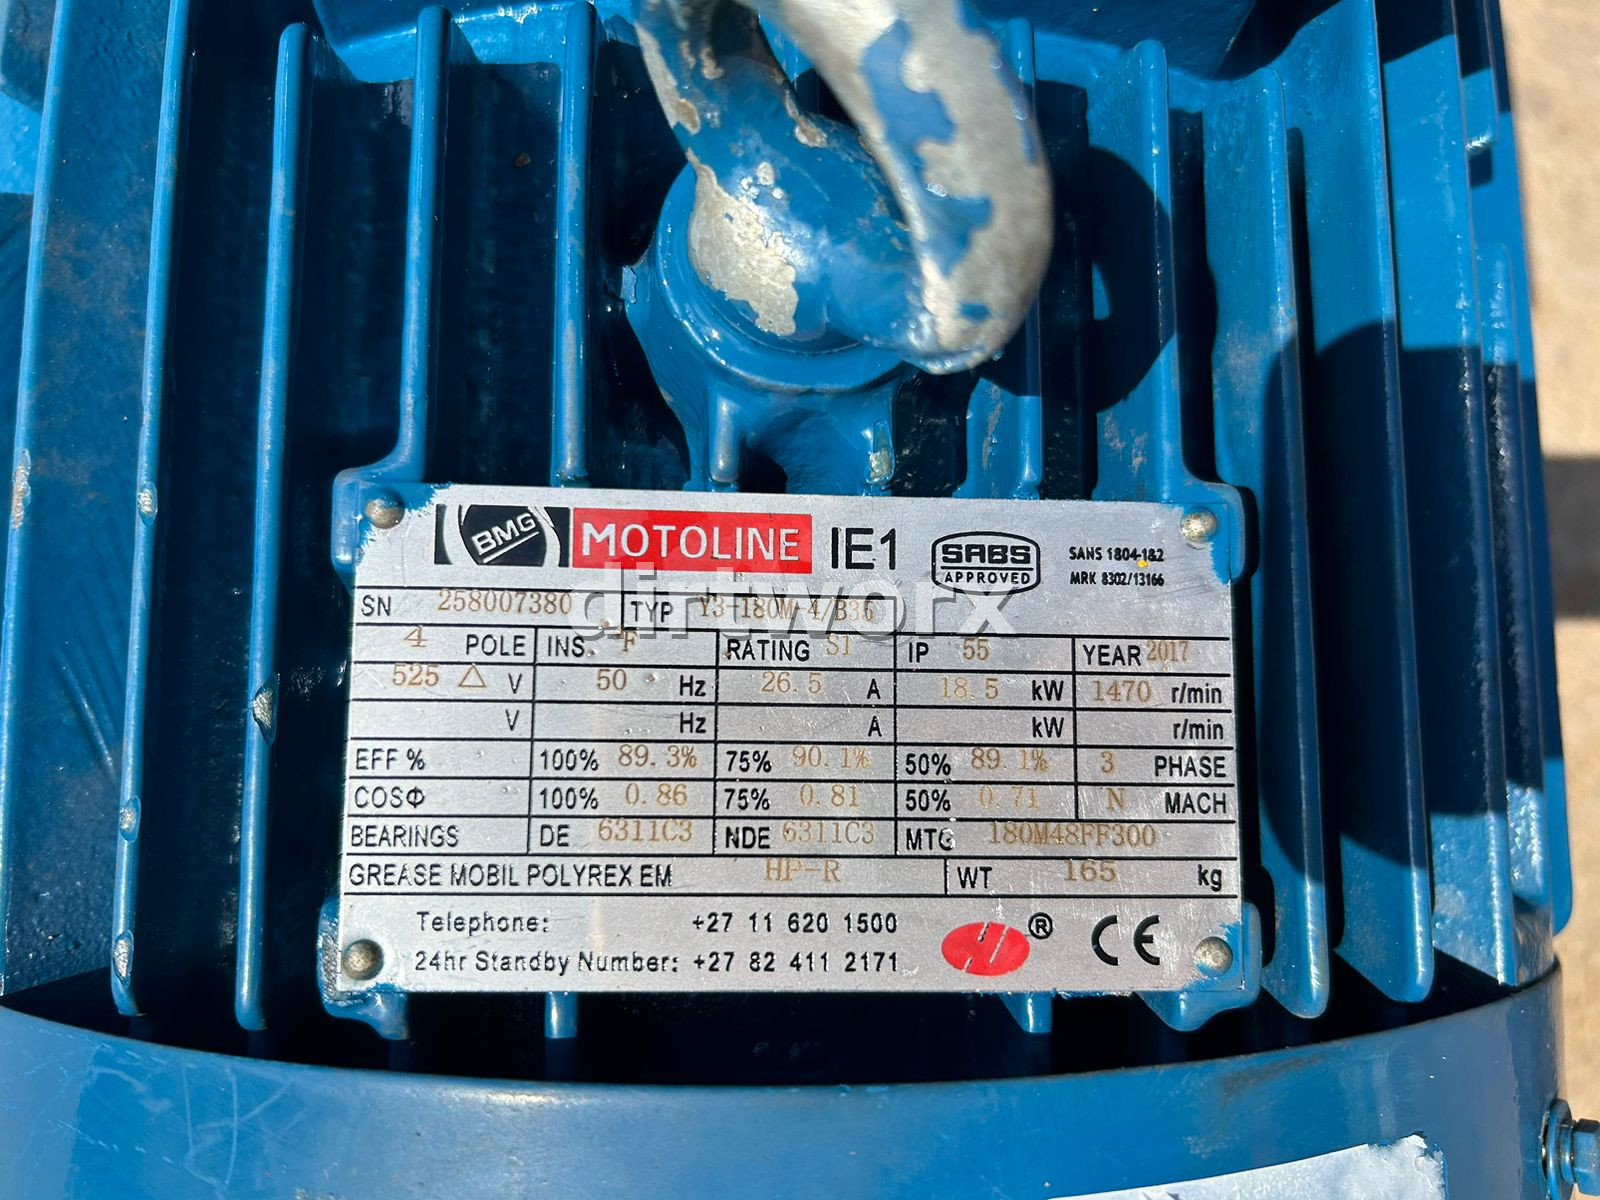 BMG MOTOLINE IE1 SABS APPROVED SANS 1804-1&2 MRK 8302/13166
SN 258007380 TYP Y3-180M-4/B35
dirtworx
4 POLE INS. F RATING S1 IP 55 YEAR 2017
525 △ V 50 Hz 26.5 A 18.5 kW 1470 r/min
V Hz A kW r/min
EFF % 100% 89.3% 75% 90.1% 50% 89.1% 3 PHASE
COSΦ 100% 0.86 75% 0.81 50% 0.71 N MACH
BEARINGS DE 6311C3 NDE 6311C3 MTG 180M48FF300
GREASE MOBIL POLYREX EM HP-R WT 165 kg
Telephone: +27 11 620 1500
24hr Standby Number: +27 82 411 2171
® CE